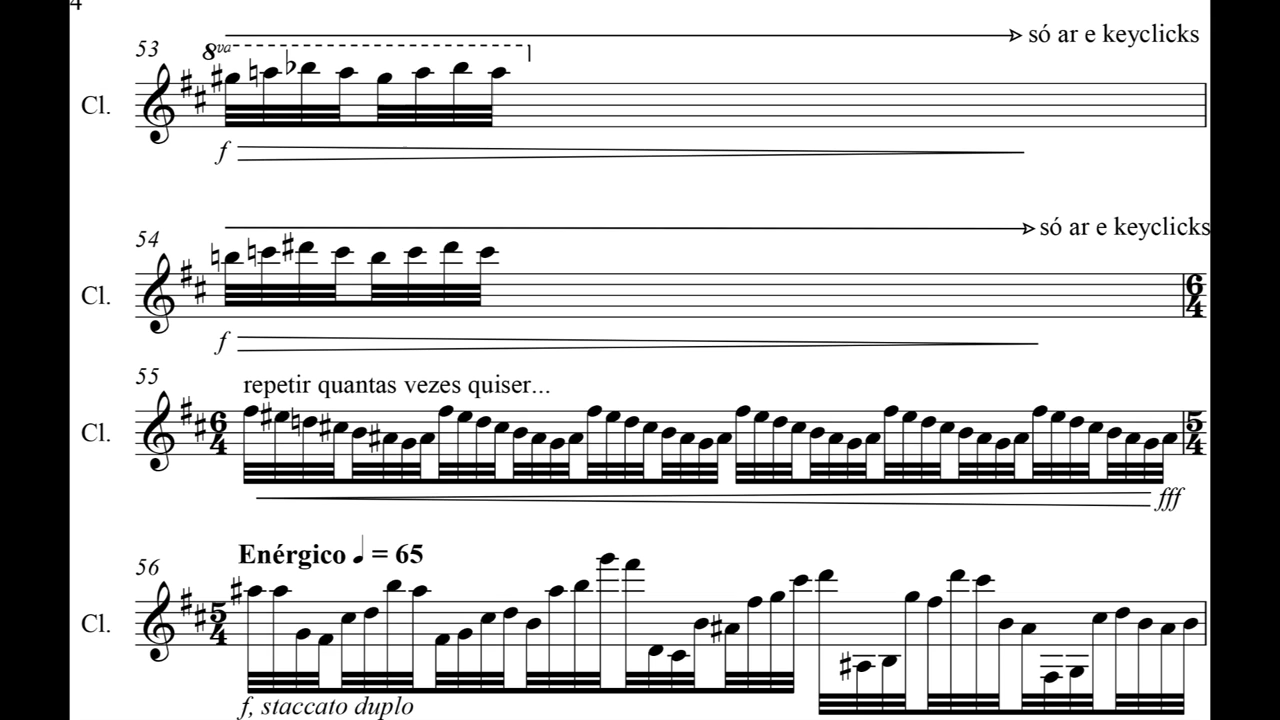 4
53
8va
só ar e keyclicks
Cl.
f
54
só ar e keyclicks
Cl.
6
4
f
55
repetir quantas vezes quiser...
Cl.
6
4
5
4
fff
Enérgico ♩ = 65
56
Cl.
5
4
f, staccato duplo